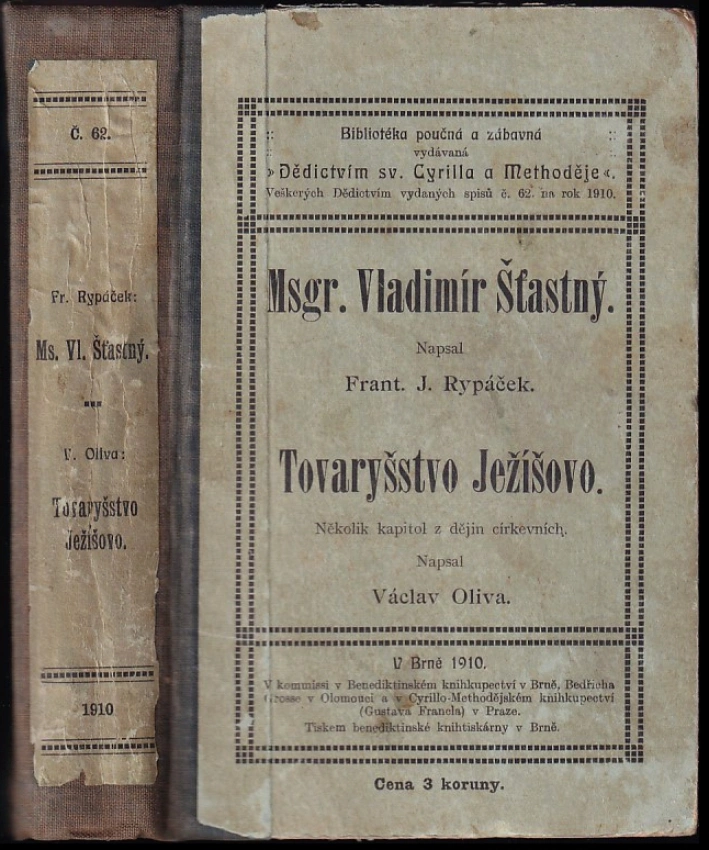 Č. 62.
Fr. Rypáček:
Ms. Vl. Šťastný.
V. Oliva:
Tovaryšstvo
Ježíšovo.
1910
Bibliotéka poučná a zábavná
vydávaná
»Dědictvím sv. Cyrilla a Methoděje«.
Veškerých Dědictvím vydaných spisů č. 62. na rok 1910.
Msgr. Vladimír Šťastný.
Napsal
Frant. J. Rypáček.
Tovaryšstvo Ježíšovo.
Několik kapitol z dějin církevních.
Napsal
Václav Oliva.
V Brně 1910.
V kommissi v Benediktinském knihkupectví v Brně, Bedřicha
Grosse v Olomouci a v Cyrillo-Methodějském knihkupectví
(Gustava Francla) v Praze.
Tiskem benediktinské knihtiskárny v Brně.
Cena 3 koruny.